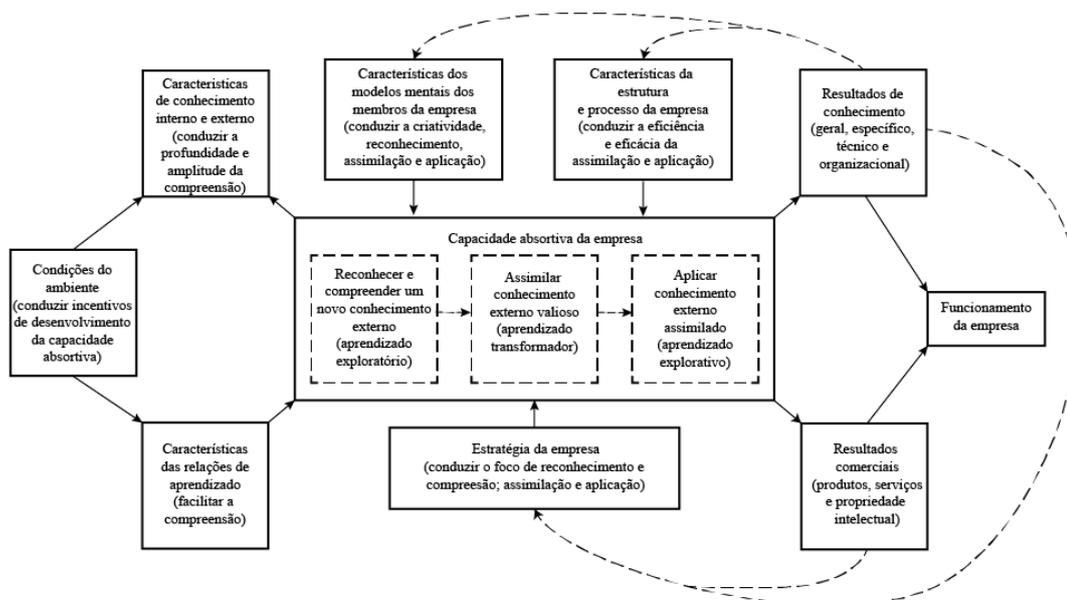 Características
de conhecimento
interno e externo
(conduzir a
profundidade e
amplitude da
compreensão)
Características dos
modelos mentais dos
membros da empresa
(conduzir a criatividade,
reconhecimento,
assimilação e aplicação)
Características da
estrutura
e processo da empresa
(conduzir a eficiência
e eficácia da
assimilação e aplicação)
Resultados de
conhecimento
(geral, específico,
técnico e
organizacional)
Condições do
ambiente
(conduzir incentivos
de desenvolvimento
da capacidade
absortiva)
Capacidade absortiva da empresa
Reconhecer e
compreender um
novo conhecimento
externo
(aprendizado
exploratório)
Assimilar
conhecimento
externo valioso
(aprendizado
transformador)
Aplicar
conhecimento
externo
assimilado
(aprendizado
explorativo)
Funcionamento
da empresa
Características
das relações de
aprendizado
(facilitar a
compreensão)
Estratégia da empresa
(conduzir o foco de reconhecimento e
compreesão; assimilação e aplicação)
Resultados
comerciais
(produtos, serviços
e propriedade
intelectual)